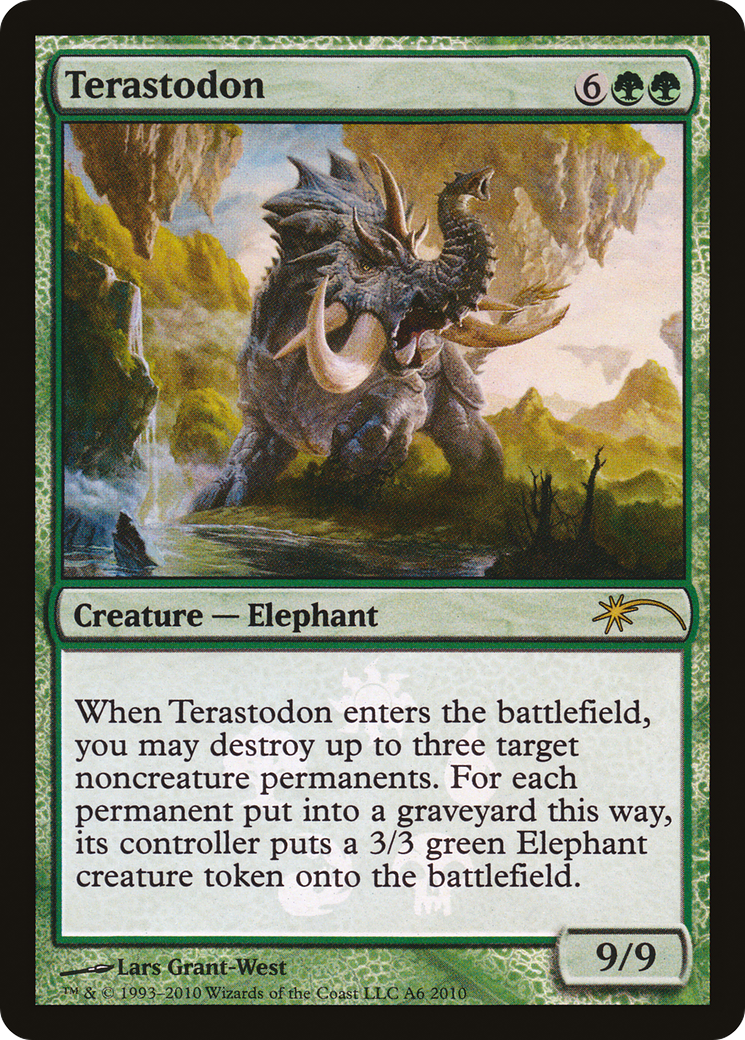 Terastodon 6
Creature — Elephant
When Terastodon enters the battlefield,
you may destroy up to three target
noncreature permanents. For each
permanent put into a graveyard this way,
its controller puts a 3/3 green Elephant
creature token onto the battlefield.
9/9
Lars Grant-West
™ & © 1993–2010 Wizards of the Coast LLC A6 2010